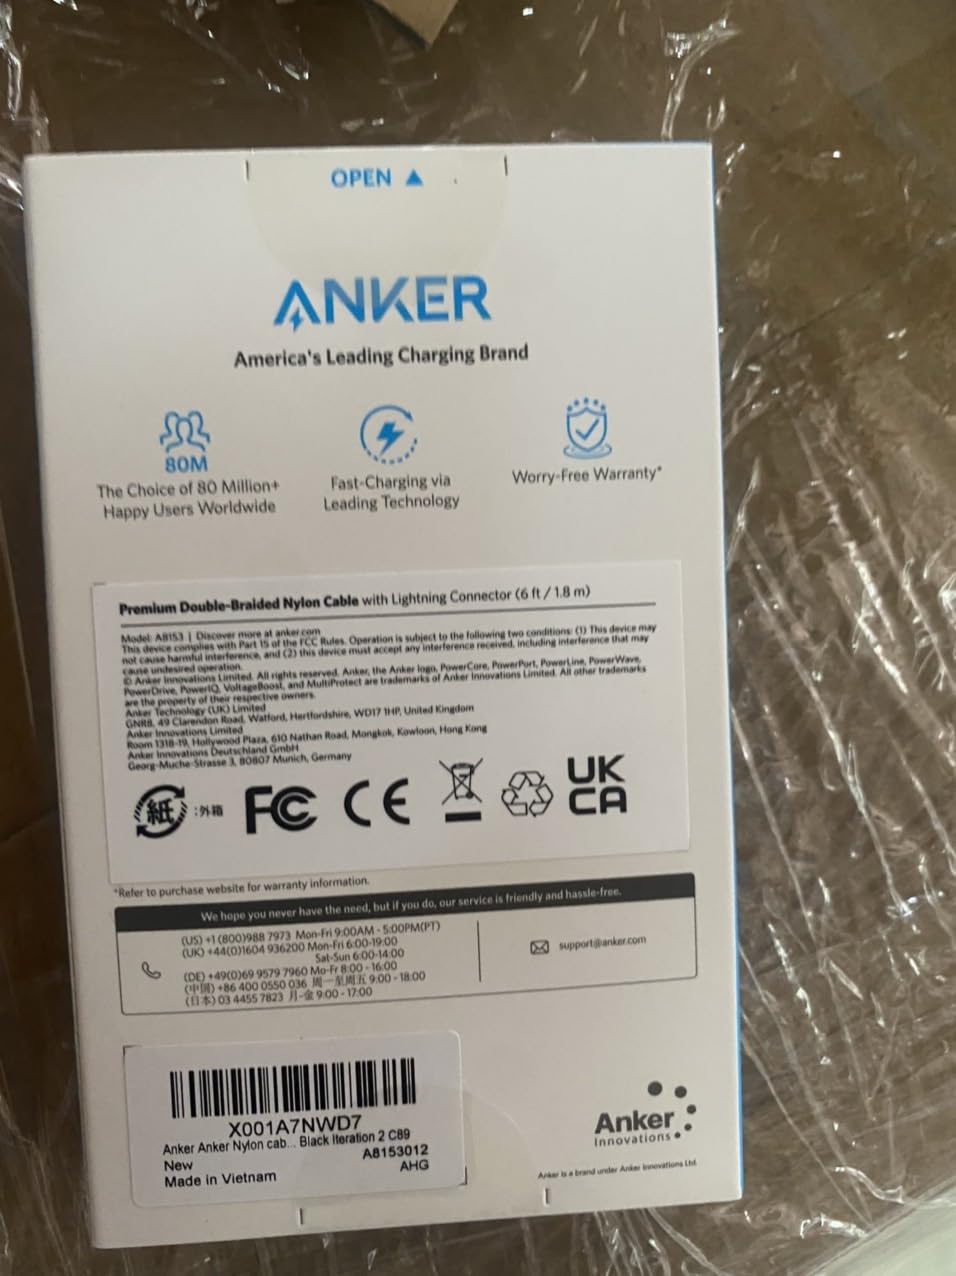 OPEN ▲
ANKER
America's Leading Charging Brand
80M
The Choice of 80 Million+
Happy Users Worldwide
Fast-Charging via
Leading Technology
Worry-Free Warranty*
Premium Double-Braided Nylon Cable with Lightning Connector (6 ft / 1.8 m)
Model: A8153 | Discover more at anker.com
This device complies with Part 15 of the FCC Rules. Operation is subject to the following two conditions: (1) This device may
not cause harmful interference, and (2) this device must accept any interference received, including interference that may
cause undesired operation.
© Anker Innovations Limited. All rights reserved. Anker, the Anker logo, PowerCore, PowerPort, PowerLine, PowerWave,
PowerDrive, PowerIQ, VoltageBoost, and MultiProtect are trademarks of Anker Innovations Limited. All other trademarks
are the property of their respective owners.
Anker Technology (UK) Limited
GNR8, 49 Clarendon Road, Watford, Hertfordshire, WD17 1HP, United Kingdom
Anker Innovations Limited
Room 1318-19, Hollywood Plaza, 610 Nathan Road, Mongkok, Kowloon, Hong Kong
Anker Innovations Deutschland GmbH
Georg-Muche-Strasse 3, 80807 Munich, Germany
紙 :外箱 FC CE UK
CA
*Refer to purchase website for warranty information.
We hope you never have the need, but if you do, our service is friendly and hassle-free.
(US) +1 (800)988 7973 Mon-Fri 9:00AM - 5:00PM(PT)
(UK) +44(0)1604 936200 Mon-Fri 6:00-19:00
Sat-Sun 6:00-14:00
(DE) +49(0)69 9579 7960 Mo-Fr 8:00 - 16:00
(中国) +86 400 0550 036 周一至周五 9:00 - 18:00
(日本) 03 4455 7823 月-金 9:00 - 17:00
support@anker.com
X001A7NWD7
Anker Anker Nylon cab... Black Iteration 2 C89
New A8153012
Made in Vietnam AHG
Anker
Innovations
Anker is a brand under Anker Innovations Ltd.